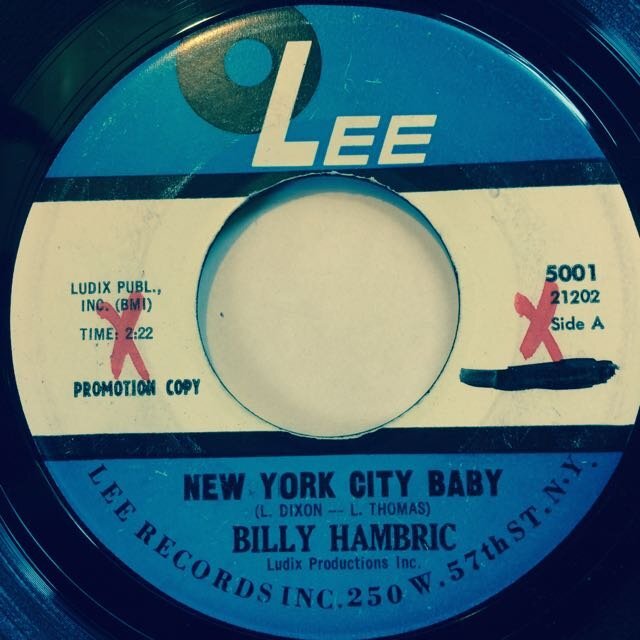 LEE
LUDIX PUBL.,
INC. (BMI)
TIME: 2:22
PROMOTION COPY
5001
21202
Side A
NEW YORK CITY BABY
(L. DIXON — L. THOMAS)
BILLY HAMBRIC
Ludix Productions Inc.
LEE RECORDS INC. 250 W. 57th ST. N.Y.